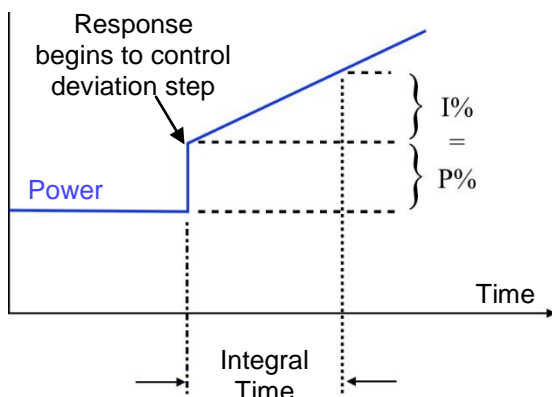 Response
begins to control
deviation step
I%
=
P%
Power
Time
Integral
Time